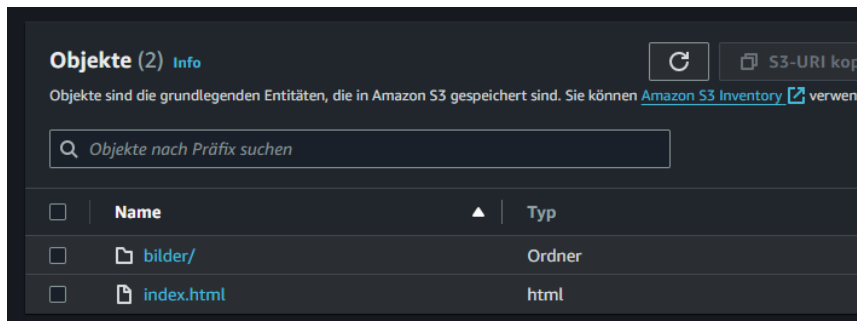 Objekte (2) Info
S3-URI kop
Objekte sind die grundlegenden Entitäten, die in Amazon S3 gespeichert sind. Sie können Amazon S3 Inventory verwen
Objekte nach Präfix suchen
Name Typ
bilder/ Ordner
index.html html